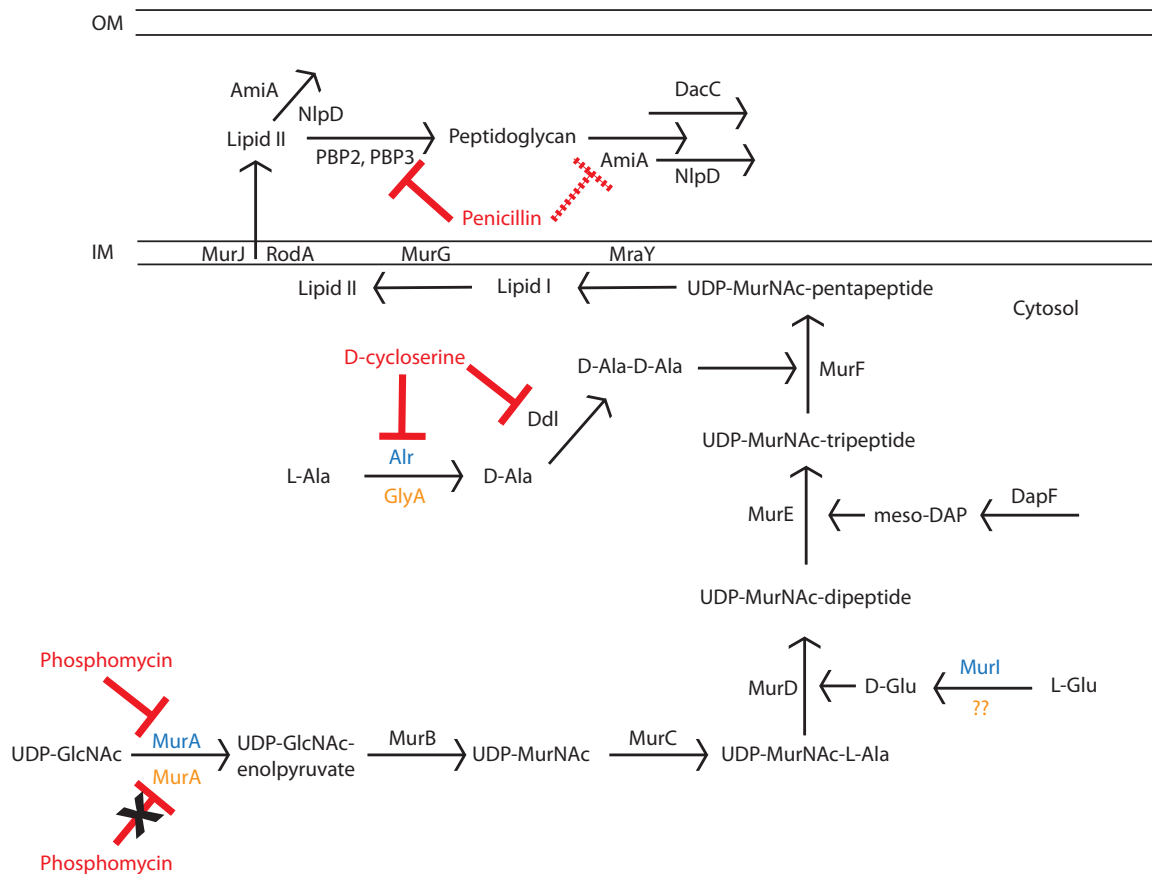 OM
AmiA
NlpD
Lipid II
PBP2, PBP3
Peptidoglycan
DacC
AmiA
NlpD
Penicillin
IM
MurJ
RodA
MurG
MraY
Lipid II
Lipid I
UDP-MurNAc-pentapeptide
Cytosol
D-cycloserine
D-Ala-D-Ala
MurF
Ddl
UDP-MurNAc-tripeptide
L-Ala
Alr
GlyA
D-Ala
MurE
meso-DAP
DapF
UDP-MurNAc-dipeptide
Phosphomycin
MurD
D-Glu
MurI
??
L-Glu
UDP-GlcNAc
MurA
MurA
UDP-GlcNAc-
enolpyruvate
MurB
UDP-MurNAc
MurC
UDP-MurNAc-L-Ala
Phosphomycin